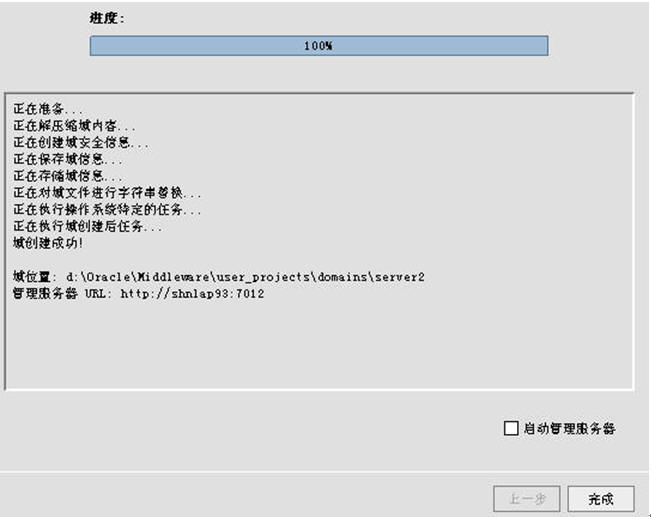 进度:
100%
正在准备...
正在解压缩域内容...
正在创建域安全信息...
正在保存域信息...
正在存储域信息...
正在对域文件进行字符串替换...
正在执行操作系统特定的任务...
正在执行域创建后任务...
域创建成功!
域位置: d:\Oracle\Middleware\user_projects\domains\server2
管理服务器 URL: http://shnlap93:7012
启动管理服务器
上一步
完成